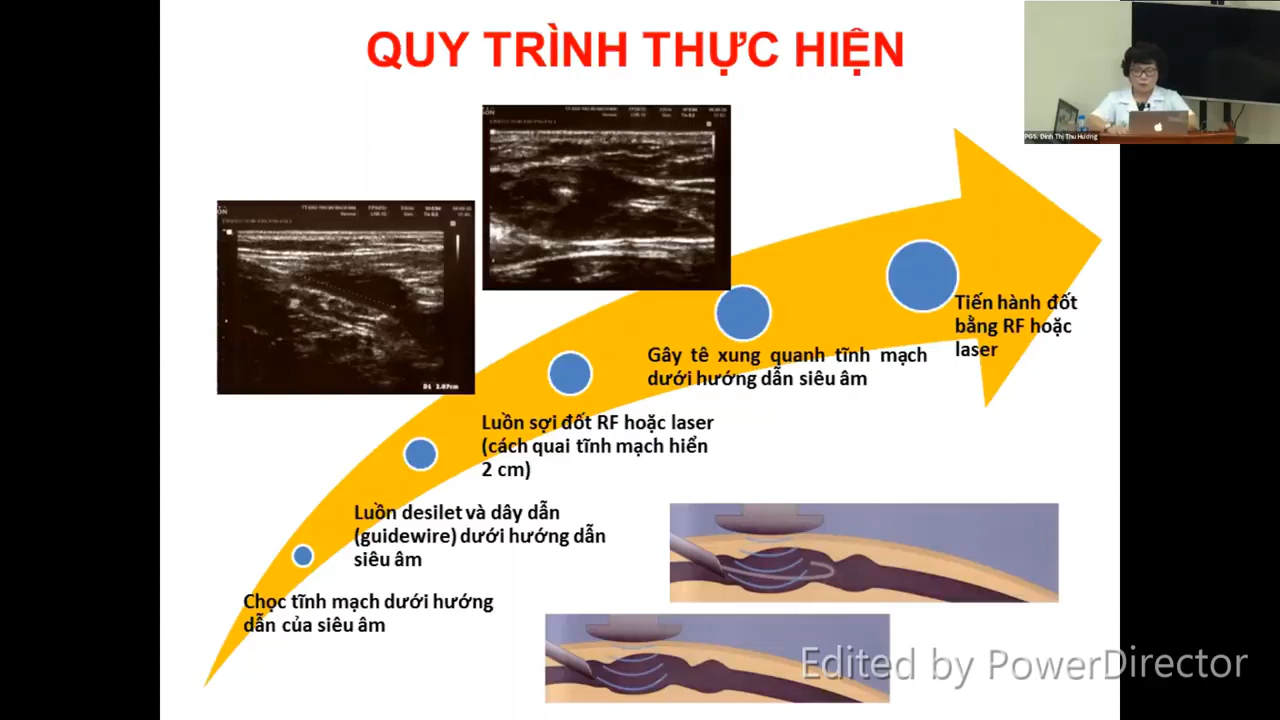 QUY TRÌNH THỰC HIỆN
PGS. Đinh Thị Thu Hương
D1 2.07cm
Tiến hành đốt
bằng RF hoặc
laser
Gây tê xung quanh tĩnh mạch
dưới hướng dẫn siêu âm
Luồn sợi đốt RF hoặc laser
(cách quai tĩnh mạch hiển
2 cm)
Luồn desilet và dây dẫn
(guidewire) dưới hướng dẫn
siêu âm
Chọc tĩnh mạch dưới hướng
dẫn của siêu âm
Edited by PowerDirector